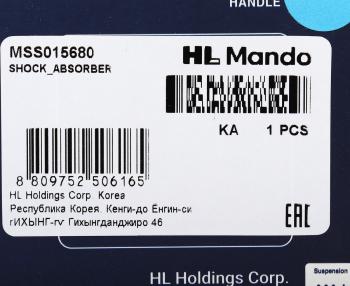 HANDLE
MSS015680
SHOCK_ABSORBER
HL Mando
KA 1 PCS
8 809752 506165
HL Holdings Corp. Korea
Республика Корея. Кенги-до Енгин-си
гИХЫНГ-гу Гихынгданджиро 46
EAC
HL Holdings Corp.
Suspension